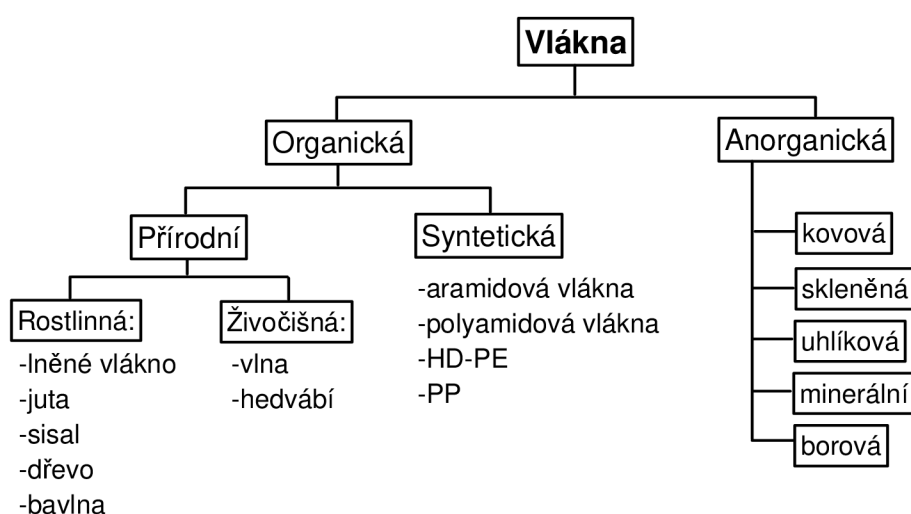 Vlákna
Organická
Anorganická
Přírodní
Syntetická
kovová
skleněná
uhlíková
minerální
borová
-aramidová vlákna
-polyamidová vlákna
-HD-PE
-PP
Rostlinná:
-lněné vlákno
-juta
-sisal
-dřevo
-bavlna
Živočišná:
-vlna
-hedvábí